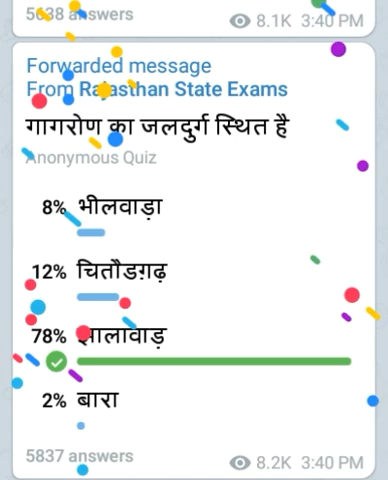 5638 answers 8.1K 3:40 PM
Forwarded message
From Rajasthan State Exams
गागरोण का जलदुर्ग स्थित है
Anonymous Quiz
8% भीलवाड़ा
12% चितौडग़ढ़
78% झालावाड़
2% बारा
5837 answers 8.2K 3:40 PM